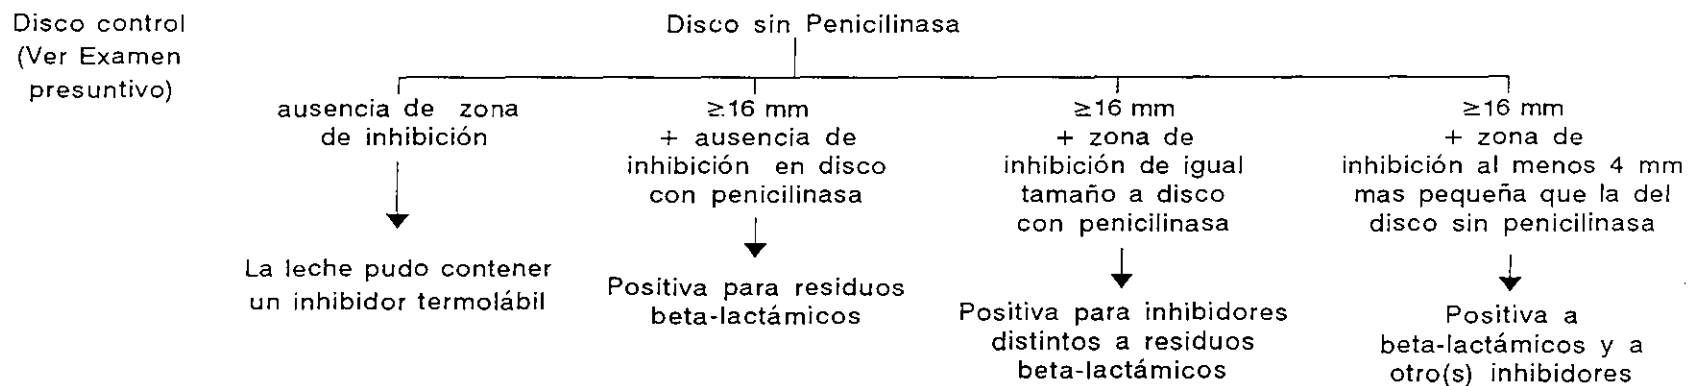 Disco control
(Ver Examen
presuntivo)
Disco sin Penicilinasa
ausencia de zona
de inhibición
La leche pudo contener
un inhibidor termolábil
≥16 mm
+ ausencia de
inhibición en disco
con penicilinasa
Positiva para residuos
beta-lactámicos
≥16 mm
+ zona de
inhibición de igual
tamaño a disco
con penicilinasa
Positiva para inhibidores
distintos a residuos
beta-lactámicos
≥16 mm
+ zona de
inhibición al menos 4 mm
mas pequeña que la del
disco sin penicilinasa
Positiva a
beta-lactámicos y a
otro(s) inhibidores